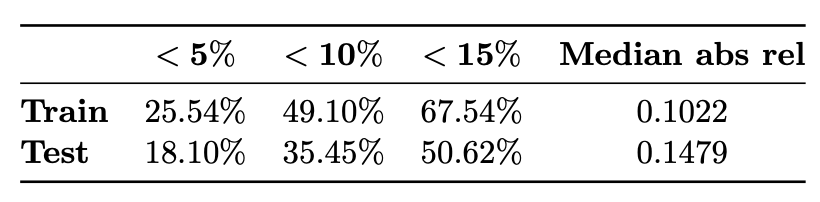 < 5% < 10% < 15% Median abs rel
Train 25.54% 49.10% 67.54% 0.1022
Test 18.10% 35.45% 50.62% 0.1479